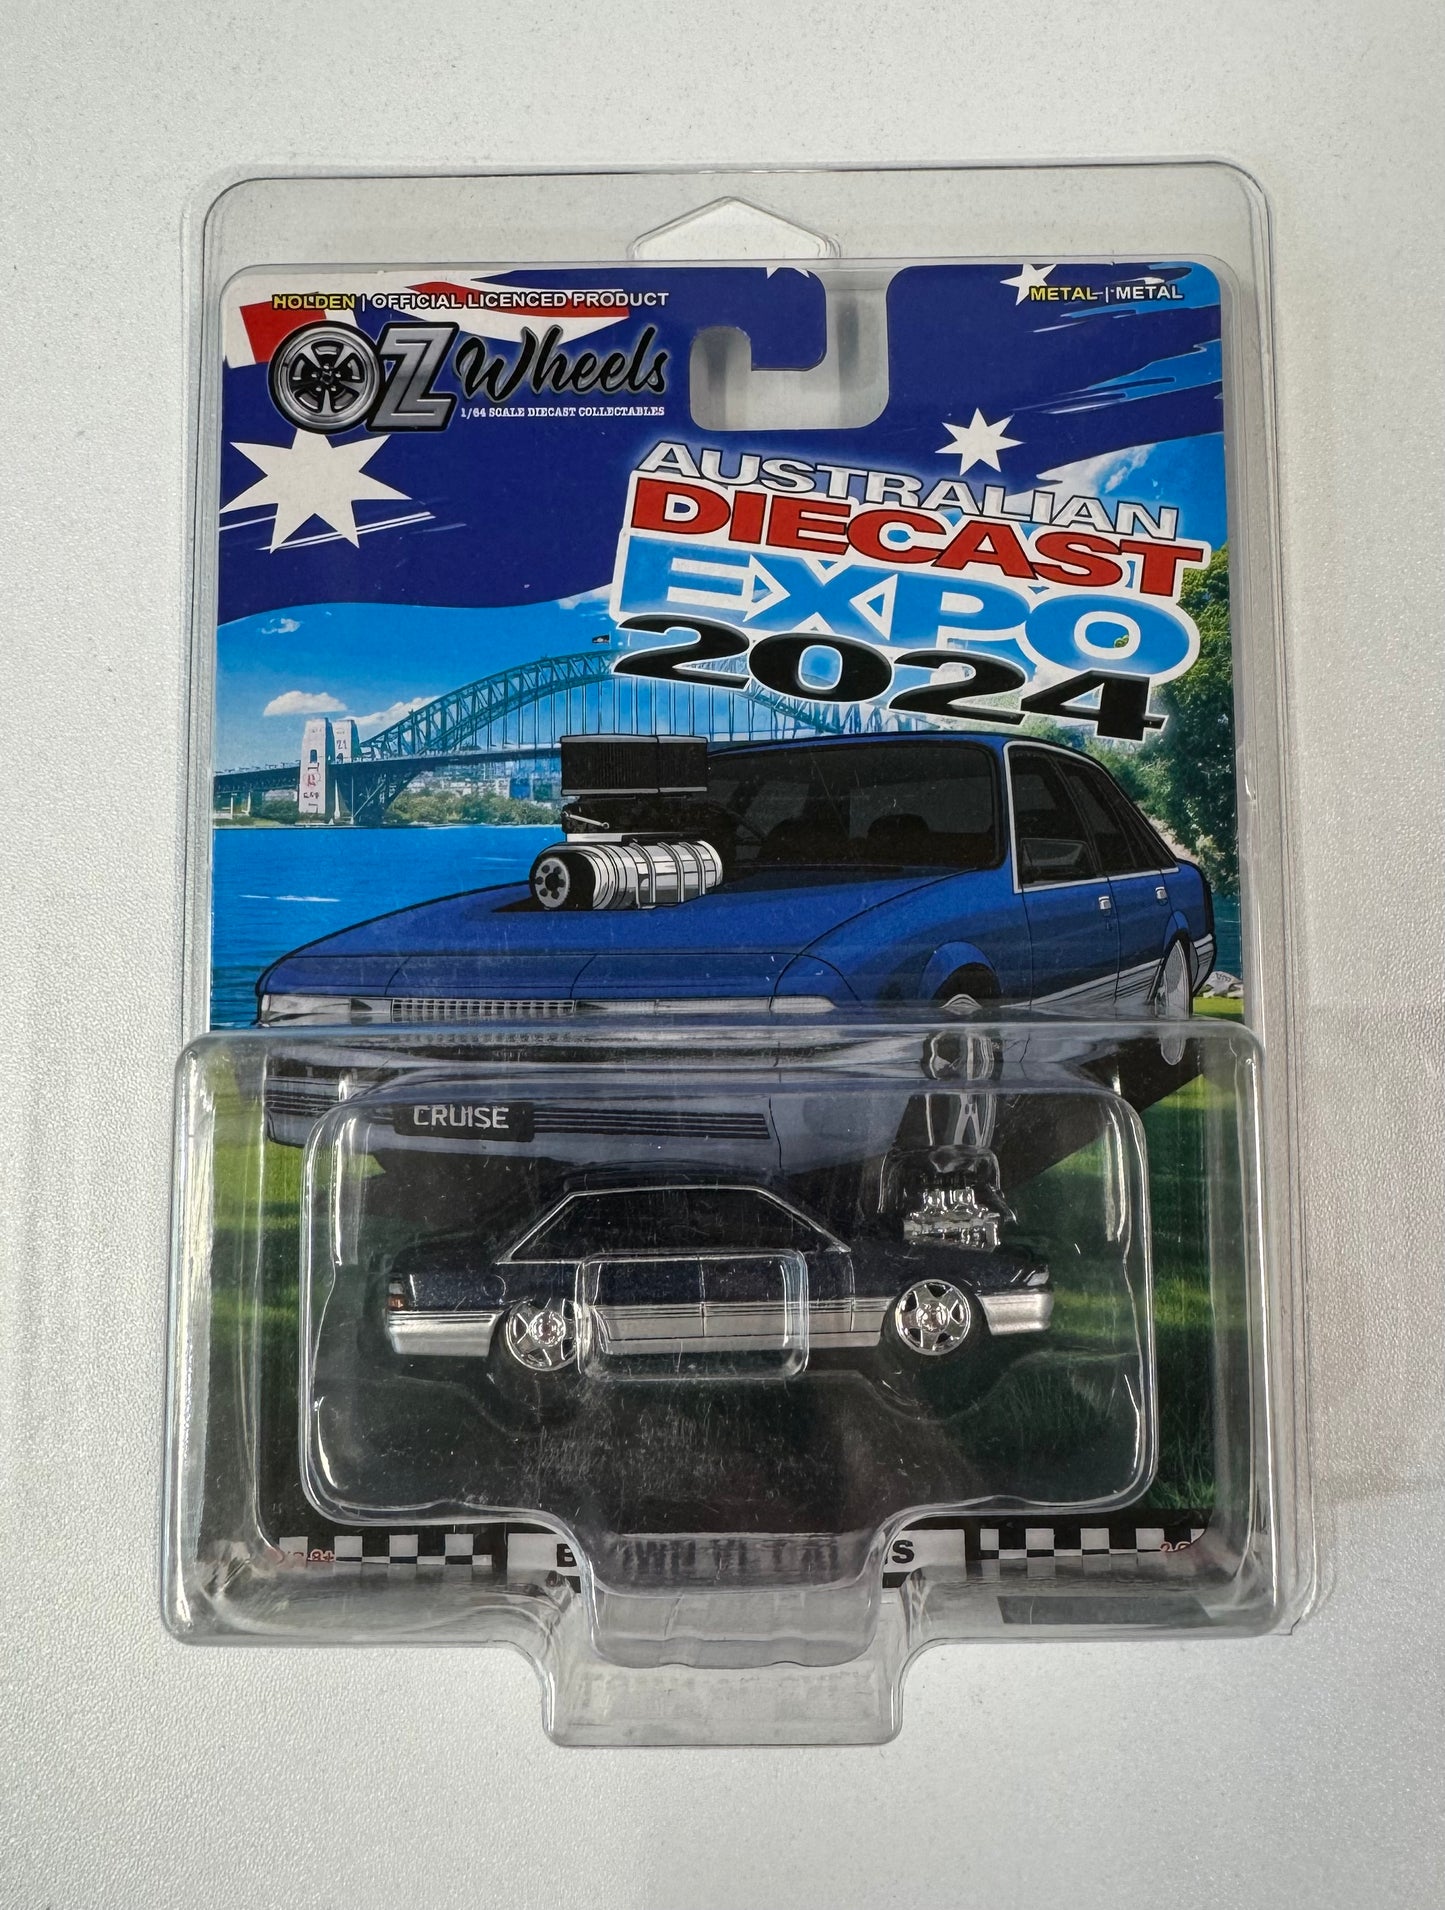 HOLDEN | OFFICIAL LICENCED PRODUCT
METAL | METAL
OZ Wheels
1/64 SCALE DIECAST COLLECTABLES
AUSTRALIAN
DIECAST
EXPO
2024
CRUISE